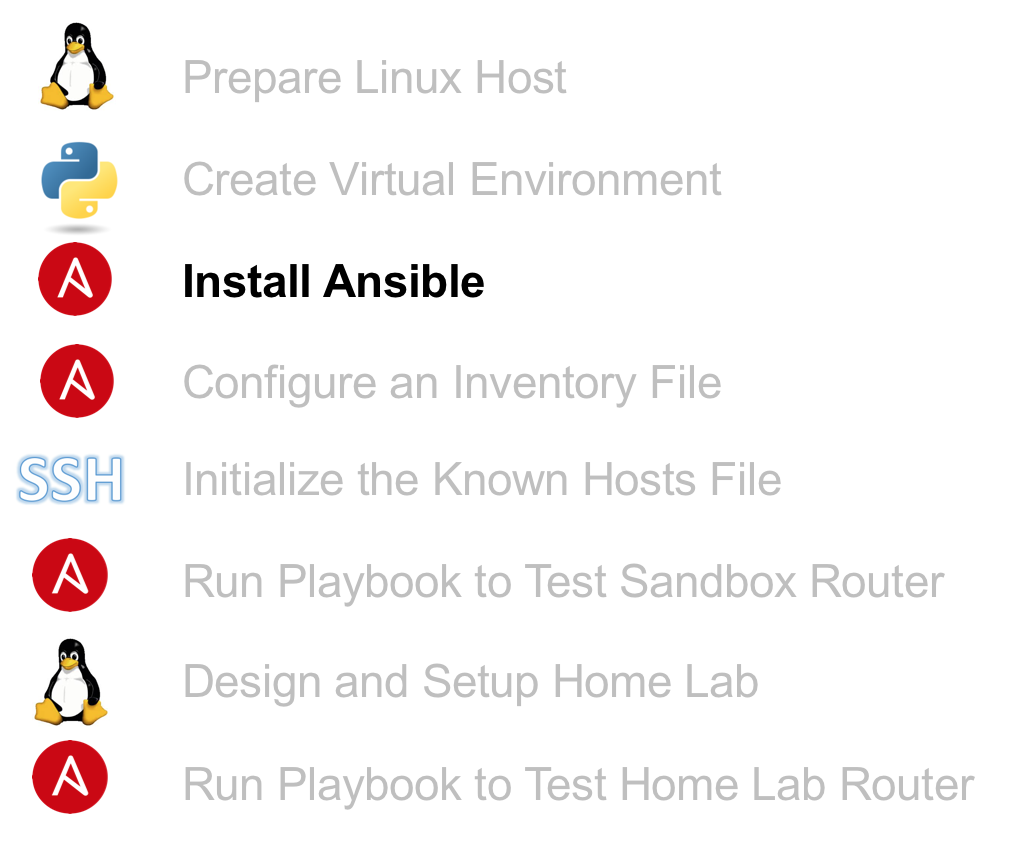 Prepare Linux Host
Create Virtual Environment
Install Ansible
Configure an Inventory File
SSH Initialize the Known Hosts File
Run Playbook to Test Sandbox Router
Design and Setup Home Lab
Run Playbook to Test Home Lab Router